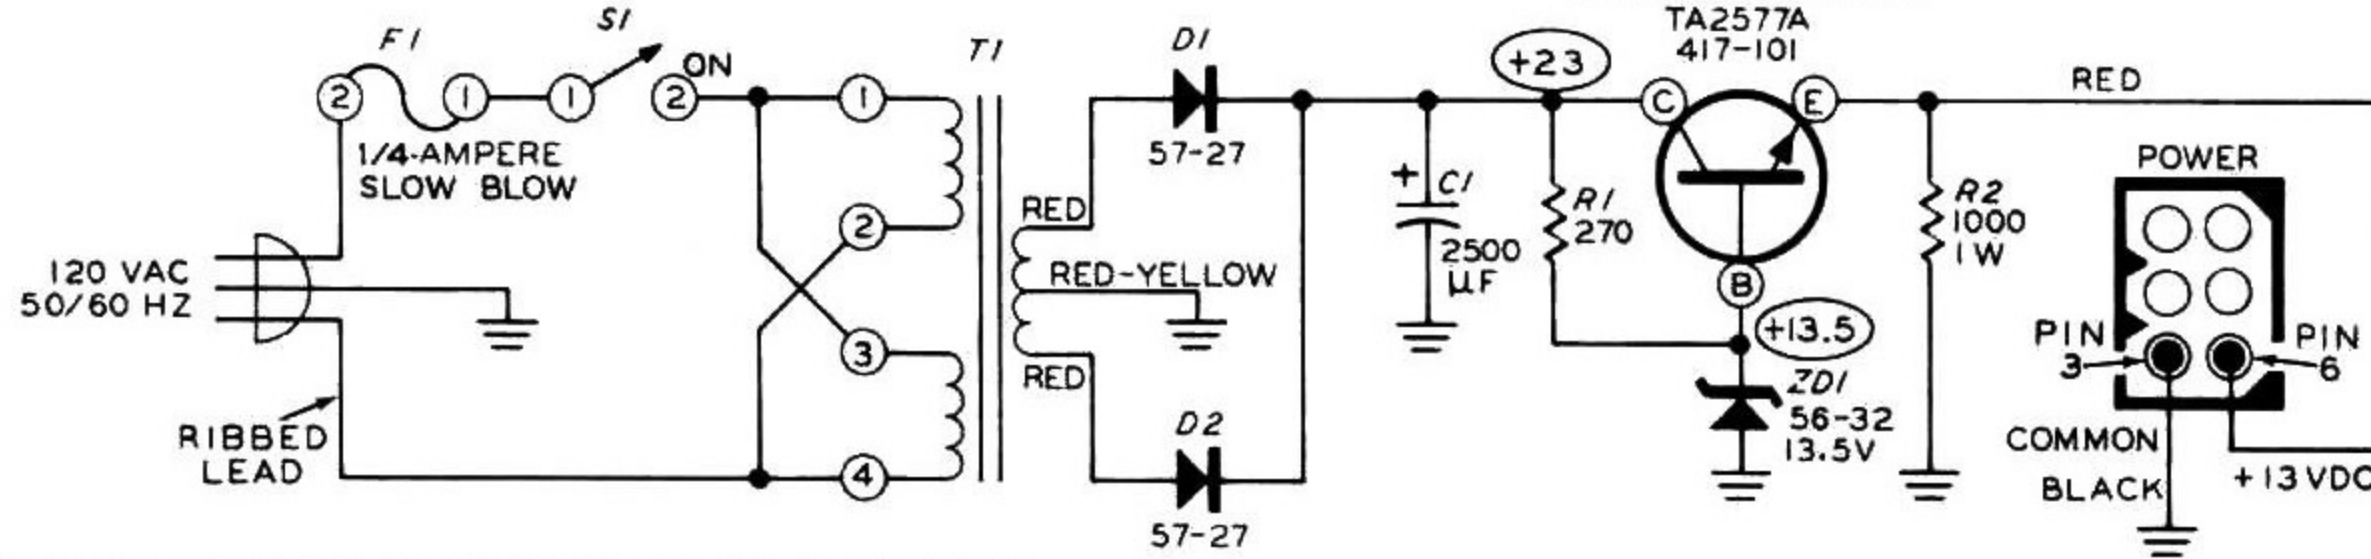 F1
S1
ON
2
1
1
2
1/4-AMPERE
SLOW BLOW
120 VAC
50/60 HZ
RIBBED
LEAD
T1
1
2
3
4
RED
RED-YELLOW
RED
D1
57-27
D2
57-27
+23
+ C1
2500
µF
R1
270
TA2577A
417-101
C
E
B
+13.5
ZD1
56-32
13.5V
R2
1000
1W
RED
POWER
PIN
3
PIN
6
COMMON
BLACK
+13VDC